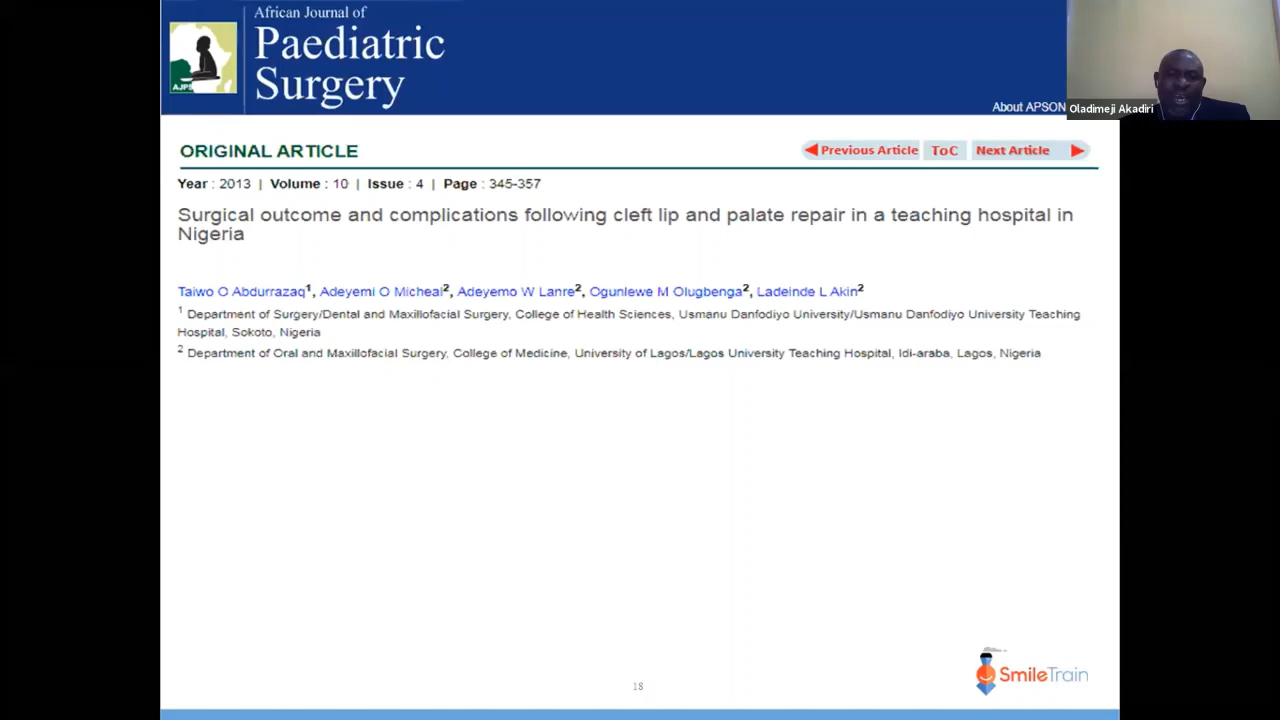 African Journal of
Paediatric
Surgery
AJPS
About APSON
Oladimeji Akadiri
ORIGINAL ARTICLE
Previous Article
ToC
Next Article
Year : 2013 | Volume : 10 | Issue : 4 | Page : 345-357
Surgical outcome and complications following cleft lip and palate repair in a teaching hospital in
Nigeria
Taiwo O Abdurrazaq1, Adeyemi O Micheal2, Adeyemo W Lanre2, Ogunlewe M Olugbenga2, Ladeinde L Akin2
1 Department of Surgery/Dental and Maxillofacial Surgery, College of Health Sciences, Usmanu Danfodiyo University/Usmanu Danfodiyo University Teaching
Hospital, Sokoto, Nigeria
2 Department of Oral and Maxillofacial Surgery, College of Medicine, University of Lagos/Lagos University Teaching Hospital, Idi-araba, Lagos, Nigeria
SmileTrain
18